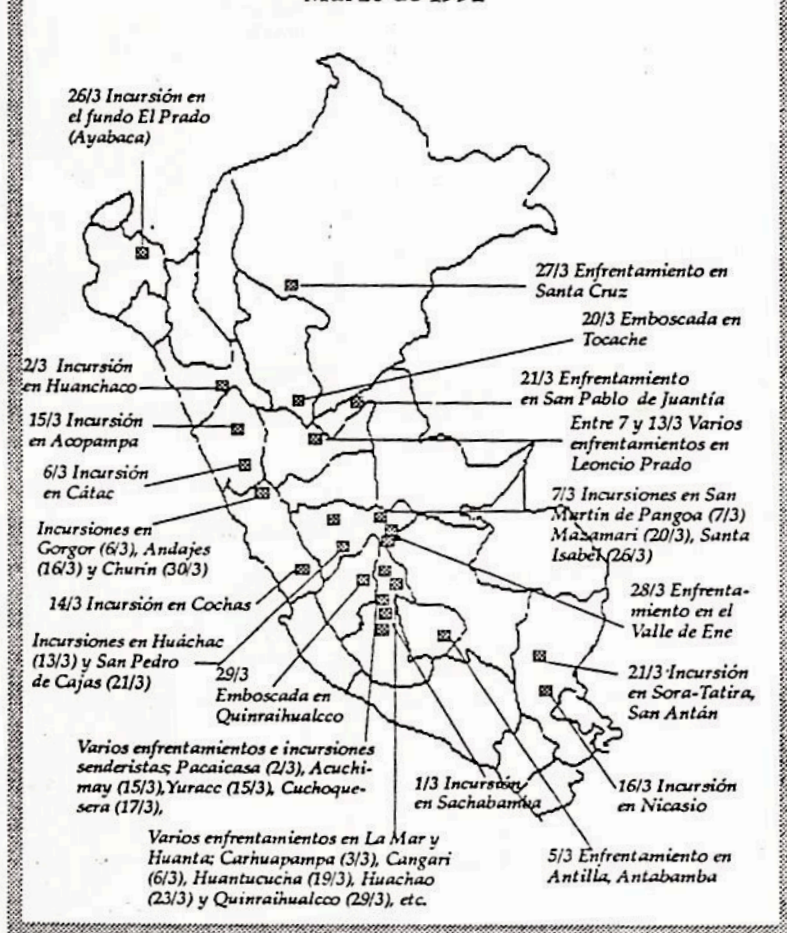 26/3 Incursión en
el fundo El Prado
(Ayabaca)
27/3 Enfrentamiento en
Santa Cruz
20/3 Emboscada en
Tocache
2/3 Incursión
en Huanchaco
21/3 Enfrentamiento
en San Pablo de Juantía
15/3 Incursión
en Acopampa
Entre 7 y 13/3 Varios
enfrentamientos en
Leoncio Prado
6/3 Incursión
en Cátac
7/3 Incursiones en San
Martín de Pangoa (7/3)
Mazamari (20/3), Santa
Isabel (26/3)
Incursiones en
Gorgor (6/3), Andajes
(16/3) y Churín (30/3)
14/3 Incursión en Cochas
28/3 Enfrenta-
miento en el
Valle de Ene
Incursiones en Huáchac
(13/3) y San Pedro
de Cajas (21/3)
29/3
Emboscada en
Quinraihualcco
21/3 Incursión
en Sora-Tatira,
San Antán
Varios enfrentamientos e incursiones
senderistas; Pacaicasa (2/3), Acuchi-
may (15/3), Yuracc (15/3), Cuchoque-
sera (17/3),
1/3 Incursión
en Sachabamba
16/3 Incursión
en Nicasio
Varios enfrentamientos en La Mar y
Huanta; Carhuapampa (3/3), Cangari
(6/3), Huantucucha (19/3), Huachao
(23/3) y Quinraihualcco (29/3), etc.
5/3 Enfrentamiento en
Antilla, Antabamba